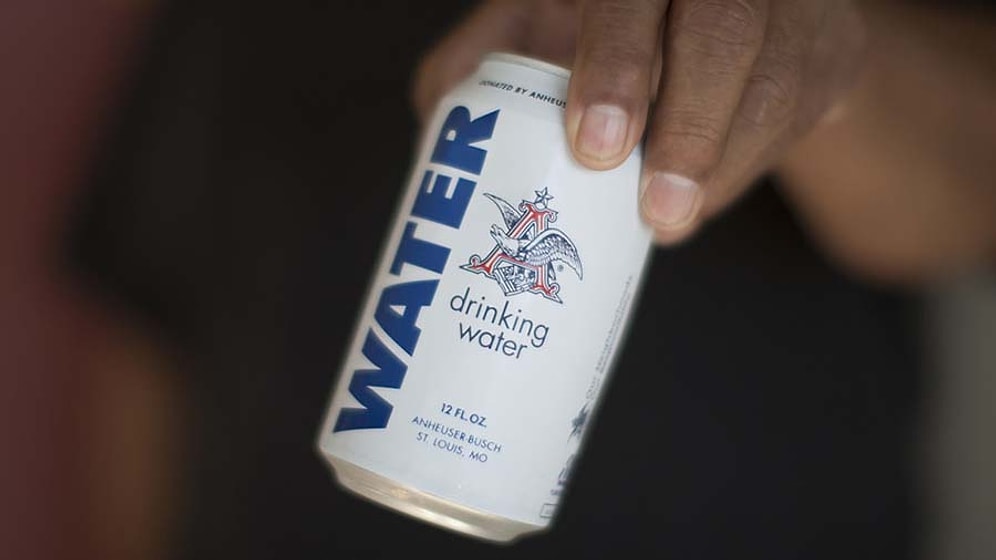 DONATED BY ANHEUS
WATER
drinking
water
12 FL. OZ.
ANHEUSER-BUSCH
ST. LOUIS, MO